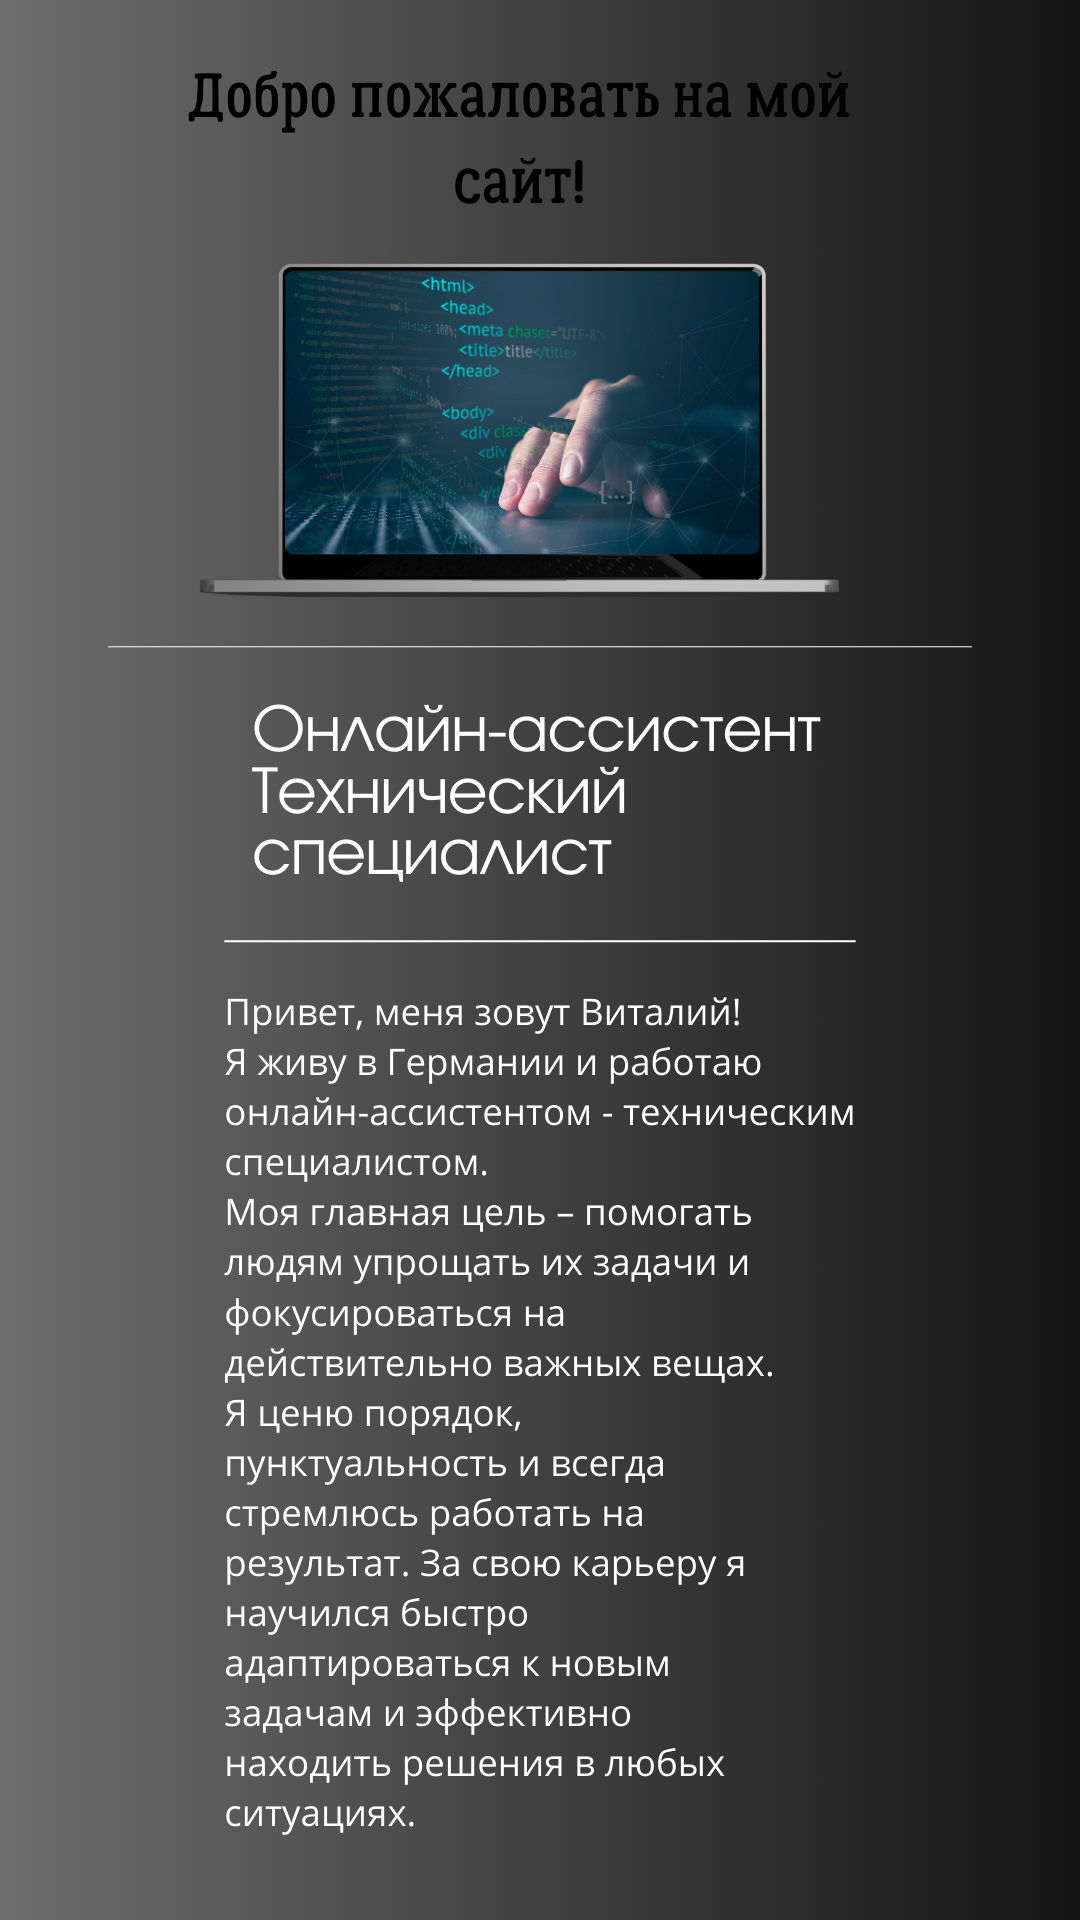 Добро пожаловать на мой
сайт!
<html>
<head>
<meta chaset="UTF-8"
<title>title</title>
</head>
<body>
<div class=
<div
{...}
Онлайн-ассистент
Технический
специалист
Привет, меня зовут Виталий!
Я живу в Германии и работаю
онлайн-ассистентом - техническим
специалистом.
Моя главная цель – помогать
людям упрощать их задачи и
фокусироваться на
действительно важных вещах.
Я ценю порядок,
пунктуальность и всегда
стремлюсь работать на
результат. За свою карьеру я
научился быстро
адаптироваться к новым
задачам и эффективно
находить решения в любых
ситуациях.